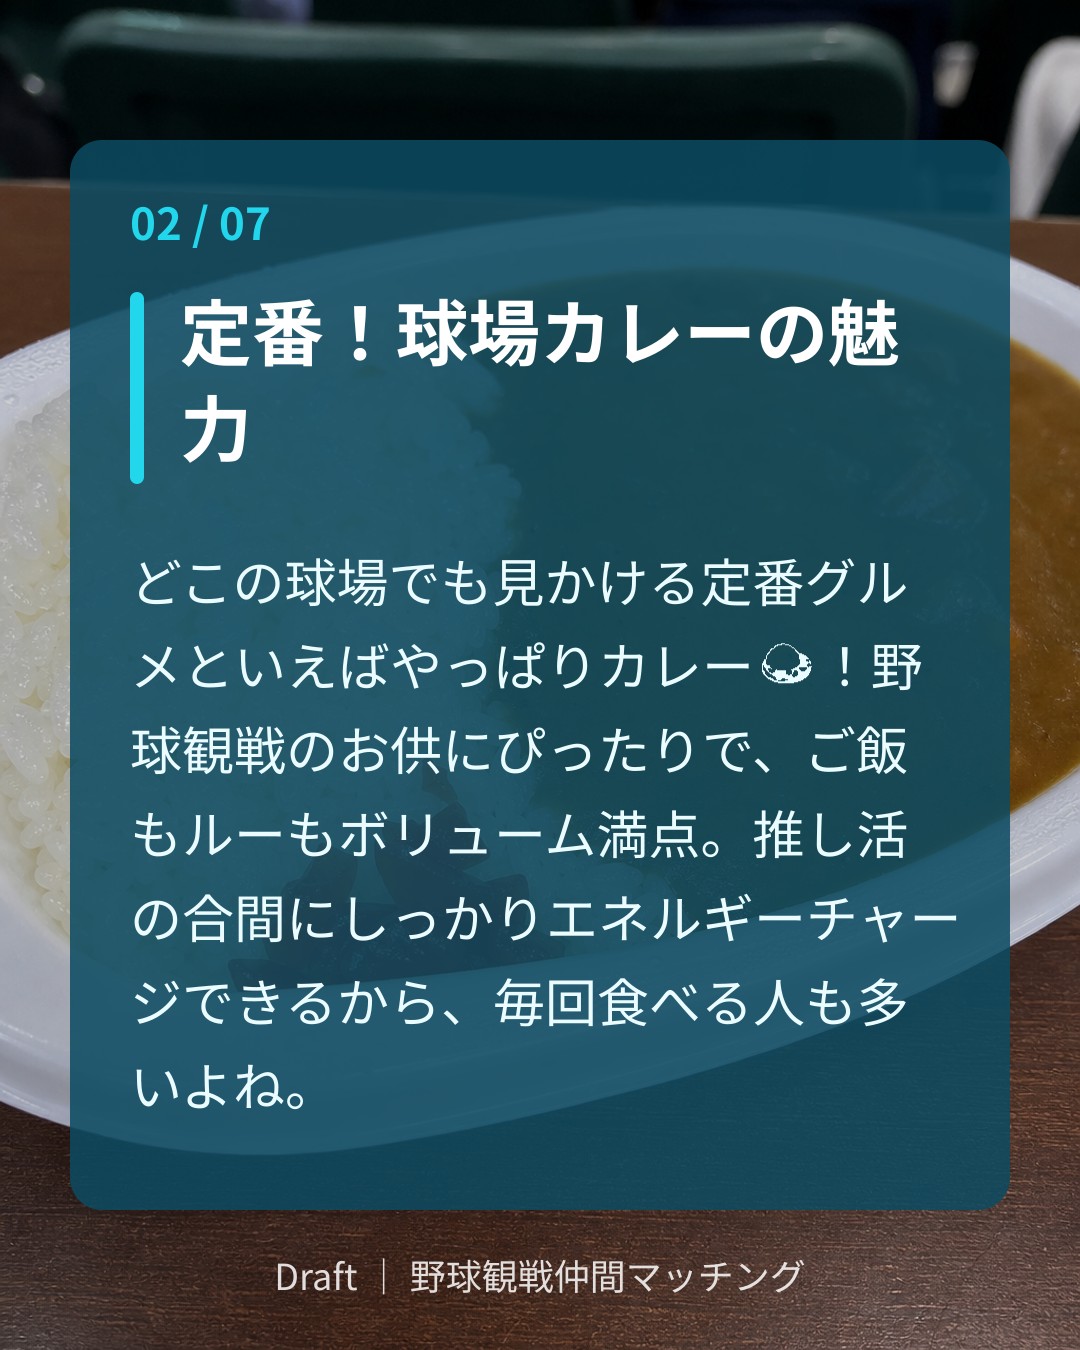 02 / 07
定番！球場カレーの魅
力
どこの球場でも見かける定番グル
メといえばやっぱりカレー🍛！野
球観戦のお供にぴったりで、ご飯
もルーもボリューム満点。推し活
の合間にしっかりエネルギーチャー
ジできるから、毎回食べる人も多
いよね。
Draft ｜ 野球観戦仲間マッチング